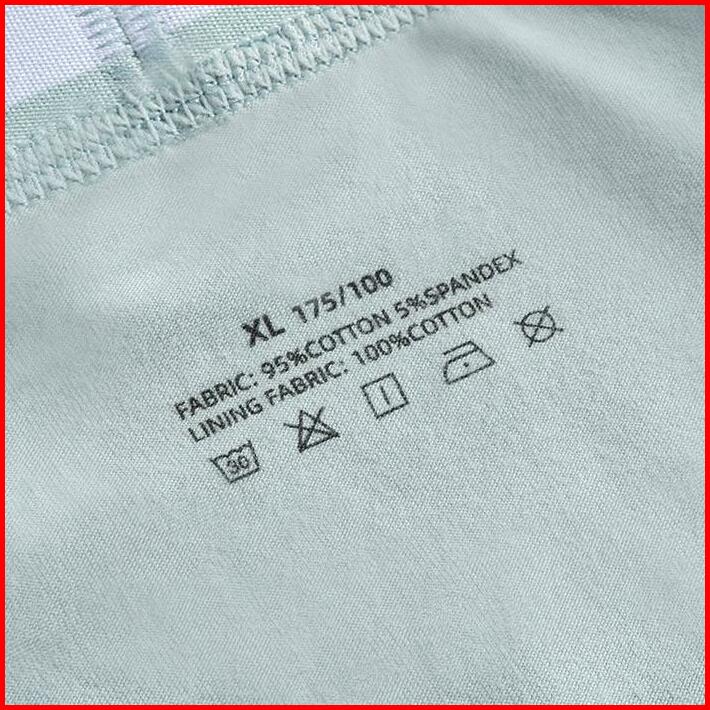 XL 175/100
FABRIC: 95%COTTON 5%SPANDEX
LINING FABRIC: 100%COTTON
30